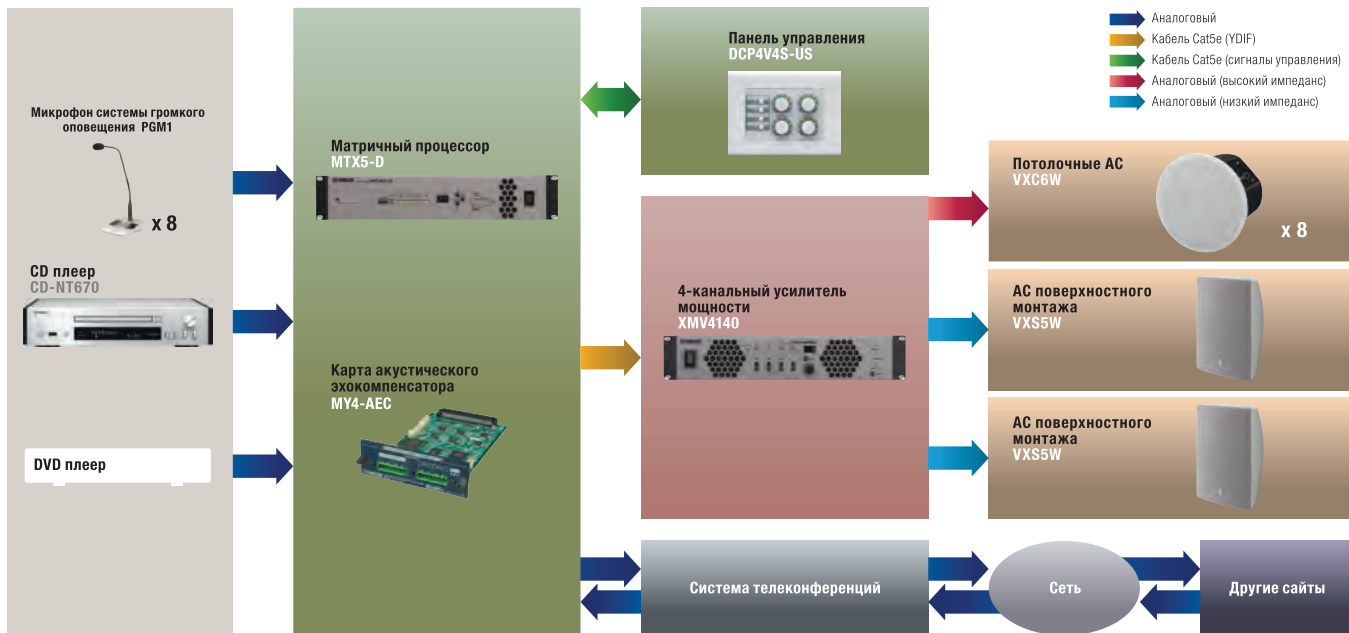 Аналоговый
Кабель Cat5e (YDIF)
Кабель Cat5e (сигналы управления)
Аналоговый (высокий импеданс)
Аналоговый (низкий импеданс)
Микрофон системы громкого
оповещения PGM1
x 8
CD плеер
CD-NT670
DVD плеер
Матричный процессор
MTX5-D
Карта акустического
эхокомпенсатора
MY4-AEC
Панель управления
DCP4V4S-US
4-канальный усилитель
мощности
XMV4140
Потолочные АС
VXC6W
x 8
АС поверхностного
монтажа
VXS5W
АС поверхностного
монтажа
VXS5W
Система телеконференций
Сеть
Другие сайты